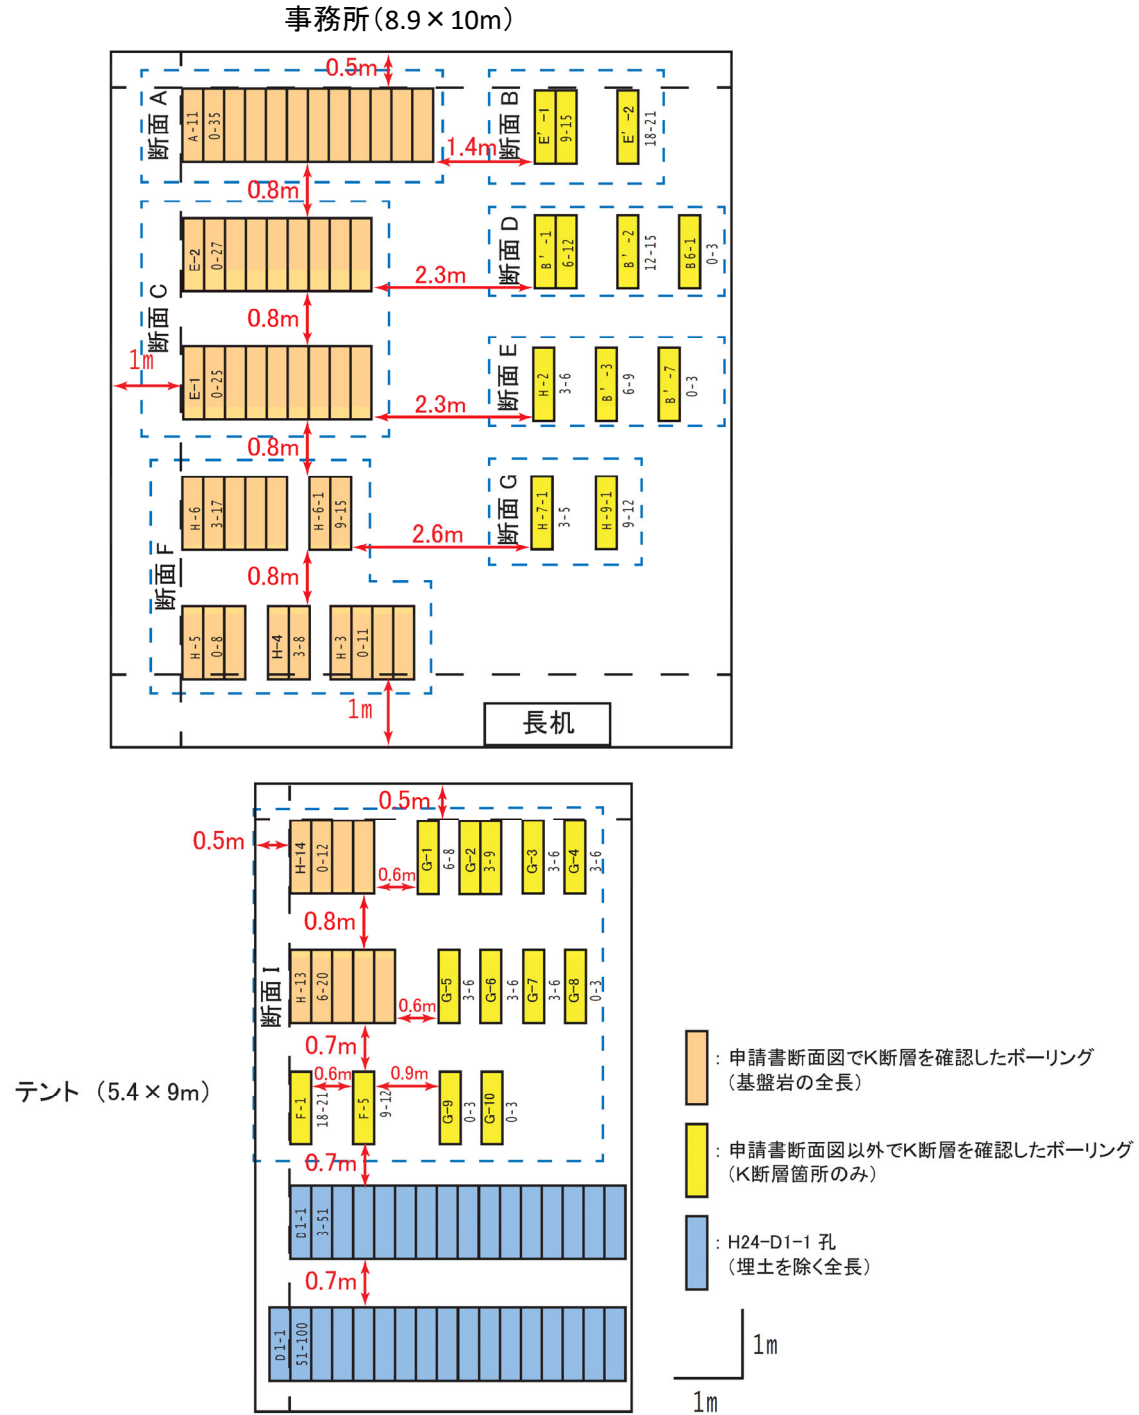 事務所(8.9×10m)
0.5m
断面 A
A-11
0-35
1.4m
断面 B
E'-1
9-15
E'-2
18-21
0.8m
断面 C
E-2
0-27
2.3m
断面 D
B'-1
6-12
B'-2
12-15
B6-1
0-3
0.8m
1m
E-1
0-25
2.3m
断面 E
H-2
3-6
B'-3
6-9
B'-7
0-3
0.8m
断面 F
H-6
3-17
H-6-1
9-15
2.6m
断面 G
H-7-1
3-5
H-9-1
9-12
0.8m
H-5
0-8
H-4
3-8
H-3
0-11
1m
長机
0.5m
0.5m
H-14
0-12
0.6m
G-1
6-8
G-2
3-9
G-3
3-6
G-4
3-6
0.8m
断面 I
H-13
6-20
0.6m
G-5
3-6
G-6
3-6
G-7
3-6
G-8
0-3
0.7m
テント (5.4×9m)
F-1
18-21
0.6m
F-5
9-12
0.9m
G-9
0-3
G-10
0-3
0.7m
D1-1
3-51
0.7m
D1-1
51-100
:申請書断面図でK断層を確認したボーリング
(基盤岩の全長)
:申請書断面図以外でK断層を確認したボーリング
(K断層箇所のみ)
:H24-D1-1 孔
(埋土を除く全長)
1m
1m